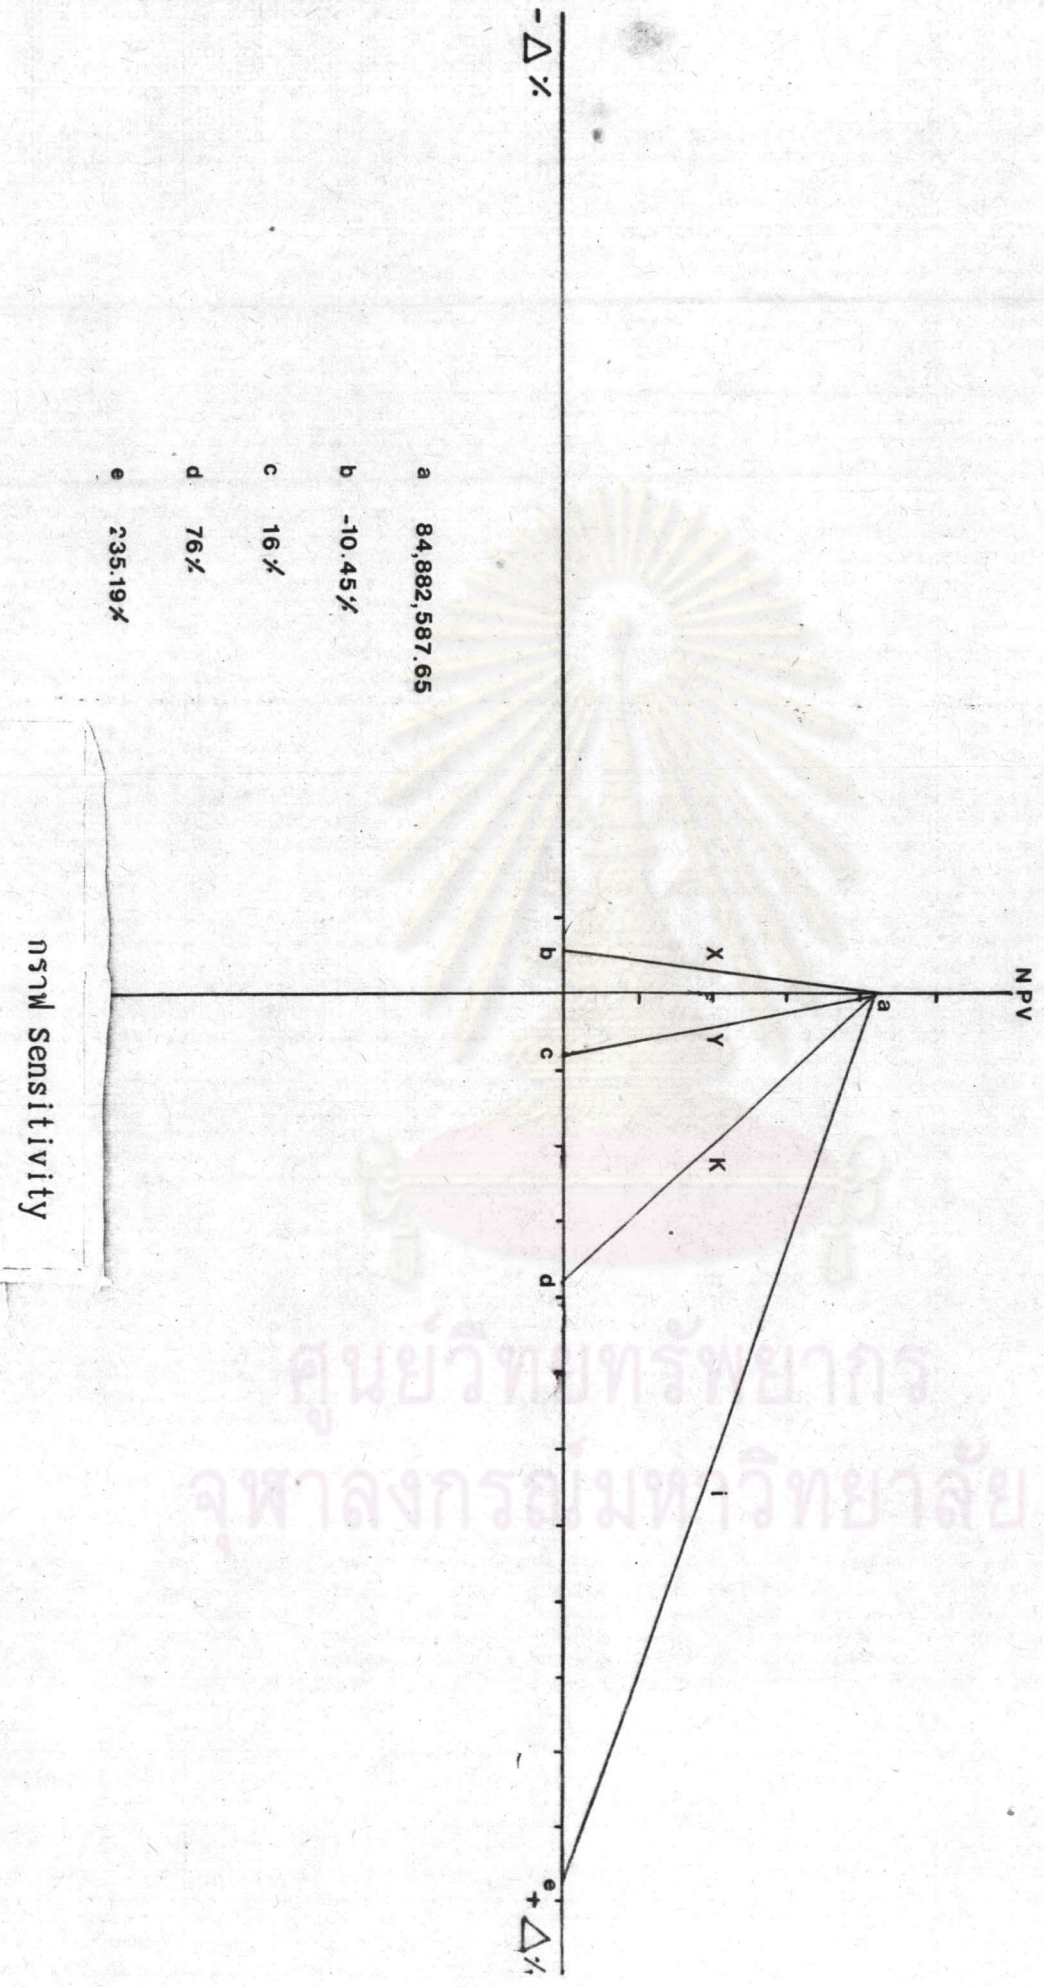 NPV
a
X
Y
K
i
- Δ %
b
c
d
e
+ Δ %
a 84,882,587.65
b -10.45%
c 16%
d 76%
e 235.19%
กราฟ sensitivity
ศูนย์วิทยทรัพยากร
จุฬาลงกรณ์มหาวิทยาลัย